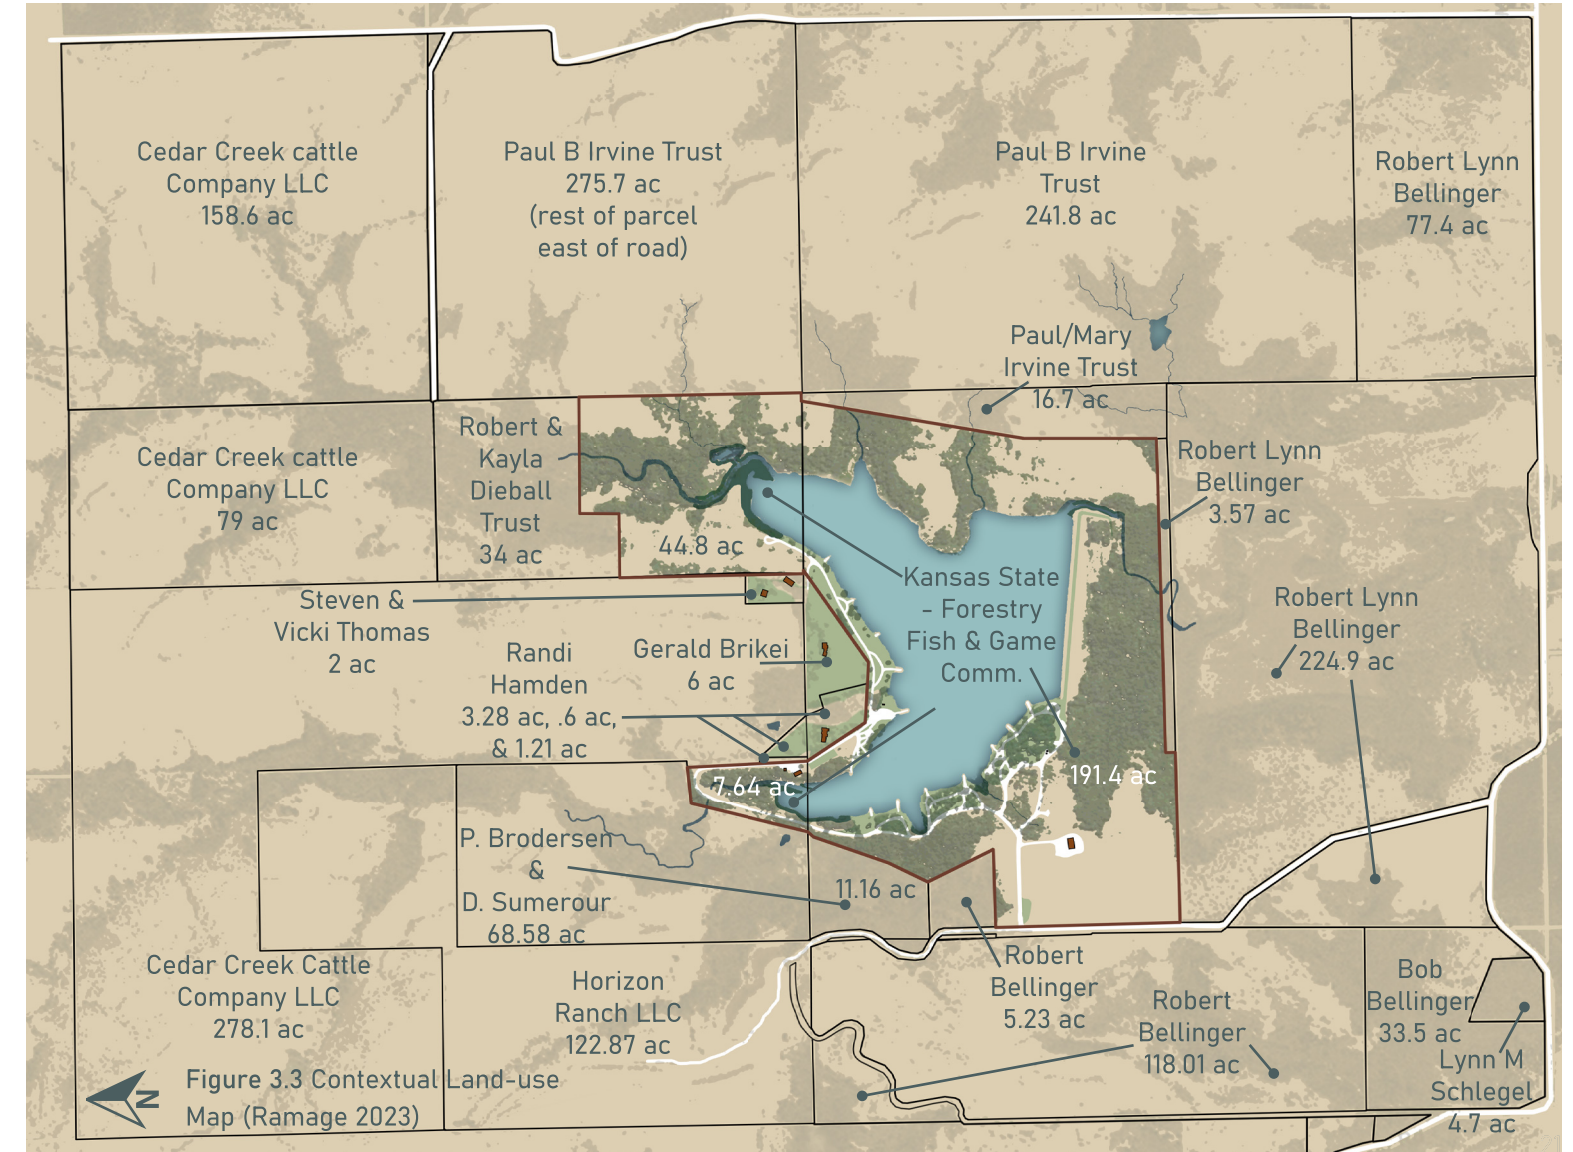 Cedar Creek cattle
Company LLC
158.6 ac
Paul B Irvine Trust
275.7 ac
(rest of parcel
east of road)
Paul B Irvine
Trust
241.8 ac
Robert Lynn
Bellinger
77.4 ac
Paul/Mary
Irvine Trust
16.7 ac
Cedar Creek cattle
Company LLC
79 ac
Robert &
Kayla
Dieball
Trust
34 ac
44.8 ac
Robert Lynn
Bellinger
3.57 ac
Kansas State
- Forestry
Fish & Game
Comm.
Steven &
Vicki Thomas
2 ac
Randi
Hamden
3.28 ac, .6 ac,
& 1.21 ac
Gerald Brikei
6 ac
Robert Lynn
Bellinger
224.9 ac
7.64 ac
191.4 ac
P. Brodersen
&
D. Sumerour
68.58 ac
11.16 ac
Cedar Creek Cattle
Company LLC
278.1 ac
Horizon
Ranch LLC
122.87 ac
Robert
Bellinger
5.23 ac
Robert
Bellinger
118.01 ac
Bob
Bellinger
33.5 ac
Lynn M
Schlegel
4.7 ac
N
Figure 3.3 Contextual Land-use
Map (Ramage 2023)